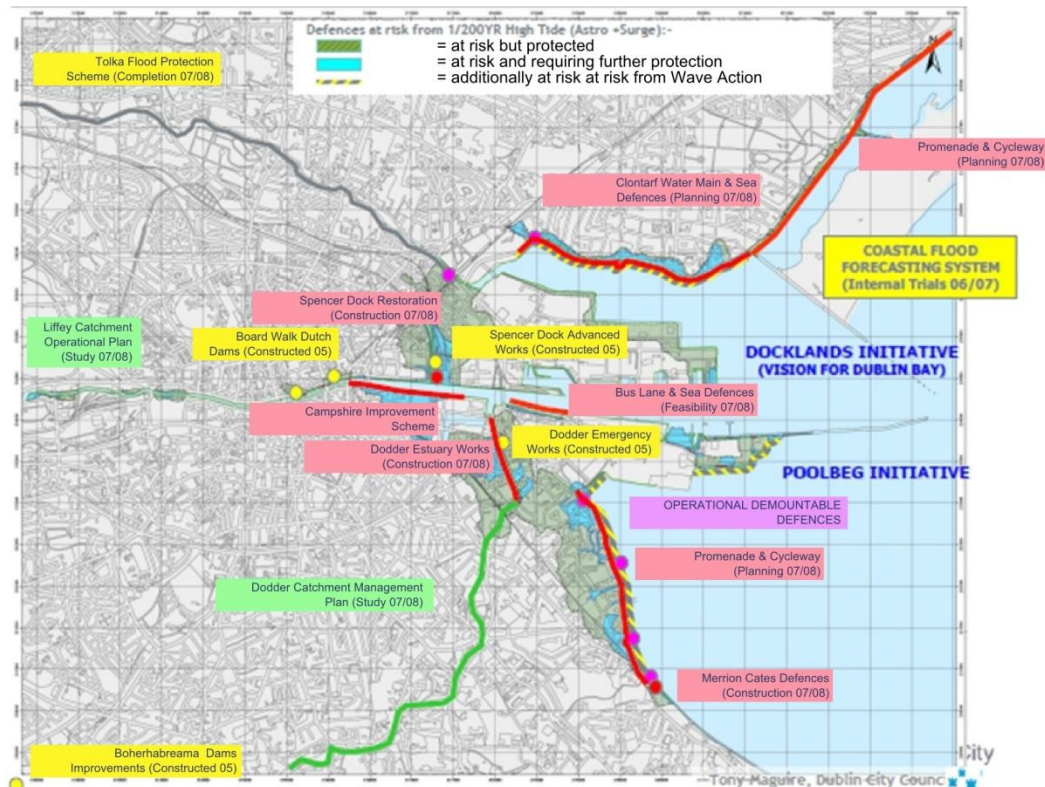 Defences at risk from 1/200YR High Tide (Astro +Surge):-
= at risk but protected
= at risk and requiring further protection
= additionally at risk at risk from Wave Action
Tolka Flood Protection
Scheme (Completion 07/08)
Promenade & Cycleway
(Planning 07/08)
Clontarf Water Main & Sea
Defences (Planning 07/08)
COASTAL FLOOD
FORECASTING SYSTEM
(Internal Trials 06/07)
Spencer Dock Restoration
(Construction 07/08)
Liffey Catchment
Operational Plan
(Study 07/08)
Board Walk Dutch
Dams (Constructed 05)
Spencer Dock Advanced
Works (Constructed 05)
DOCKLANDS INITIATIVE
(VISION FOR DUBLIN BAY)
Bus Lane & Sea Defences
(Feasibility 07/08)
Campshire Improvement
Scheme
Dodder Estuary Works
(Construction 07/08)
Dodder Emergency
Works (Constructed 05)
POOLBEG INITIATIVE
OPERATIONAL DEMOUNTABLE
DEFENCES
Promenade & Cycleway
(Planning 07/08)
Dodder Catchment Management
Plan (Study 07/08)
Merrion Cates Defences
(Construction 07/08)
Boherhabreama Dams
Improvements (Constructed 05)
City
Tony Maguire, Dublin City Counc